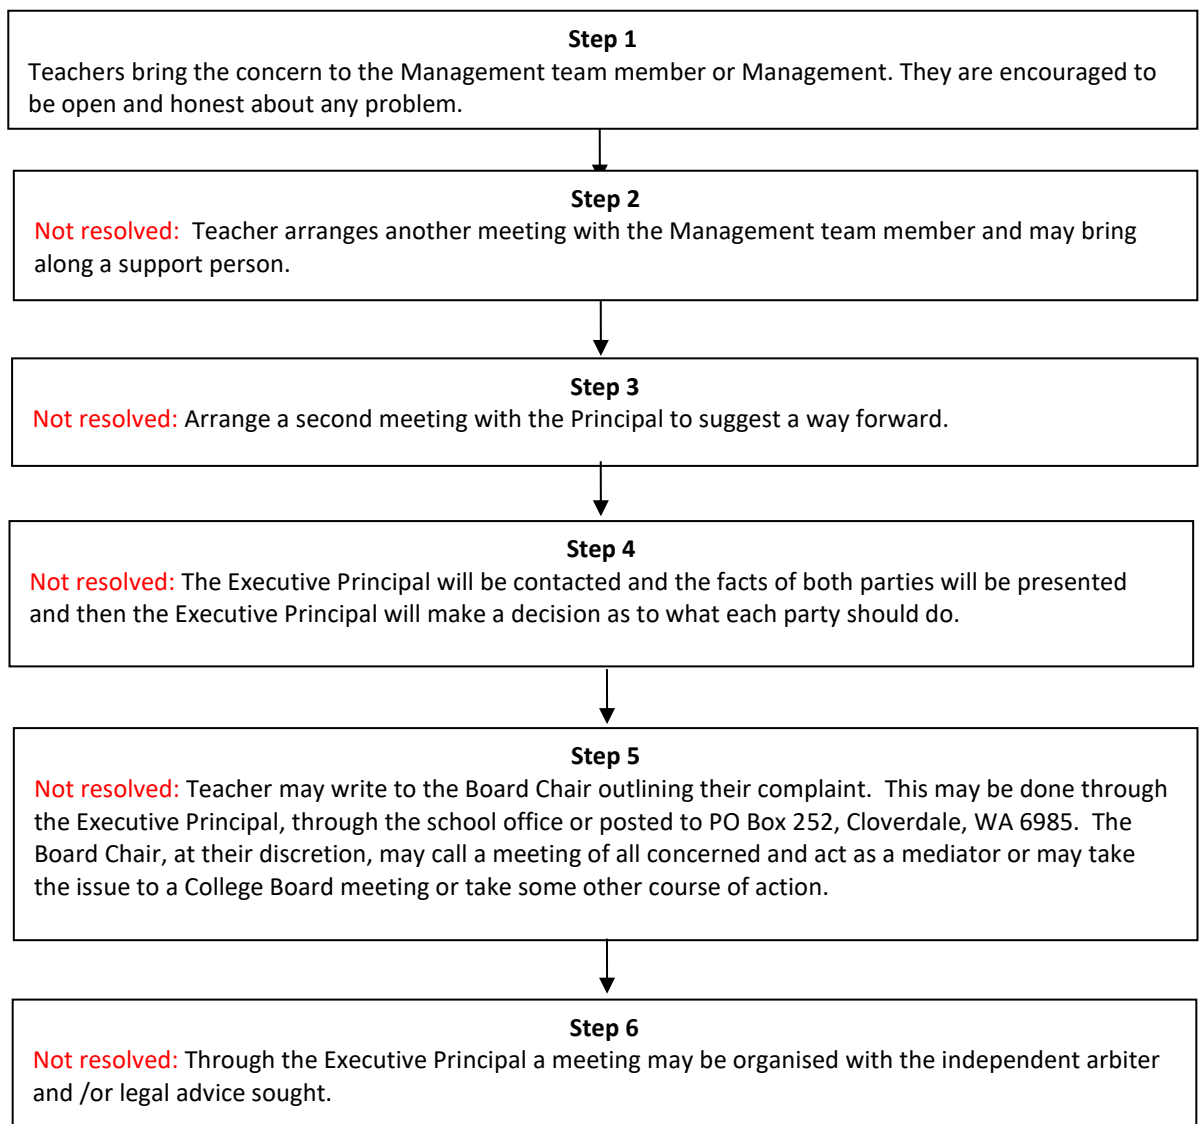 Step 1
Teachers bring the concern to the Management team member or Management. They are encouraged to
be open and honest about any problem.
Step 2
Not resolved:  Teacher arranges another meeting with the Management team member and may bring
along a support person.
Step 3
Not resolved: Arrange a second meeting with the Principal to suggest a way forward.
Step 4
Not resolved: The Executive Principal will be contacted and the facts of both parties will be presented
and then the Executive Principal will make a decision as to what each party should do.
Step 5
Not resolved: Teacher may write to the Board Chair outlining their complaint.  This may be done through
the Executive Principal, through the school office or posted to PO Box 252, Cloverdale, WA 6985.  The
Board Chair, at their discretion, may call a meeting of all concerned and act as a mediator or may take
the issue to a College Board meeting or take some other course of action.
Step 6
Not resolved: Through the Executive Principal a meeting may be organised with the independent arbiter
and /or legal advice sought.